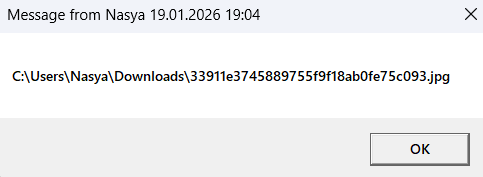 Message from Nasya 19.01.2026 19:04
C:\Users\Nasya\Downloads\33911e3745889755f9f18ab0fe75c093.jpg
OK